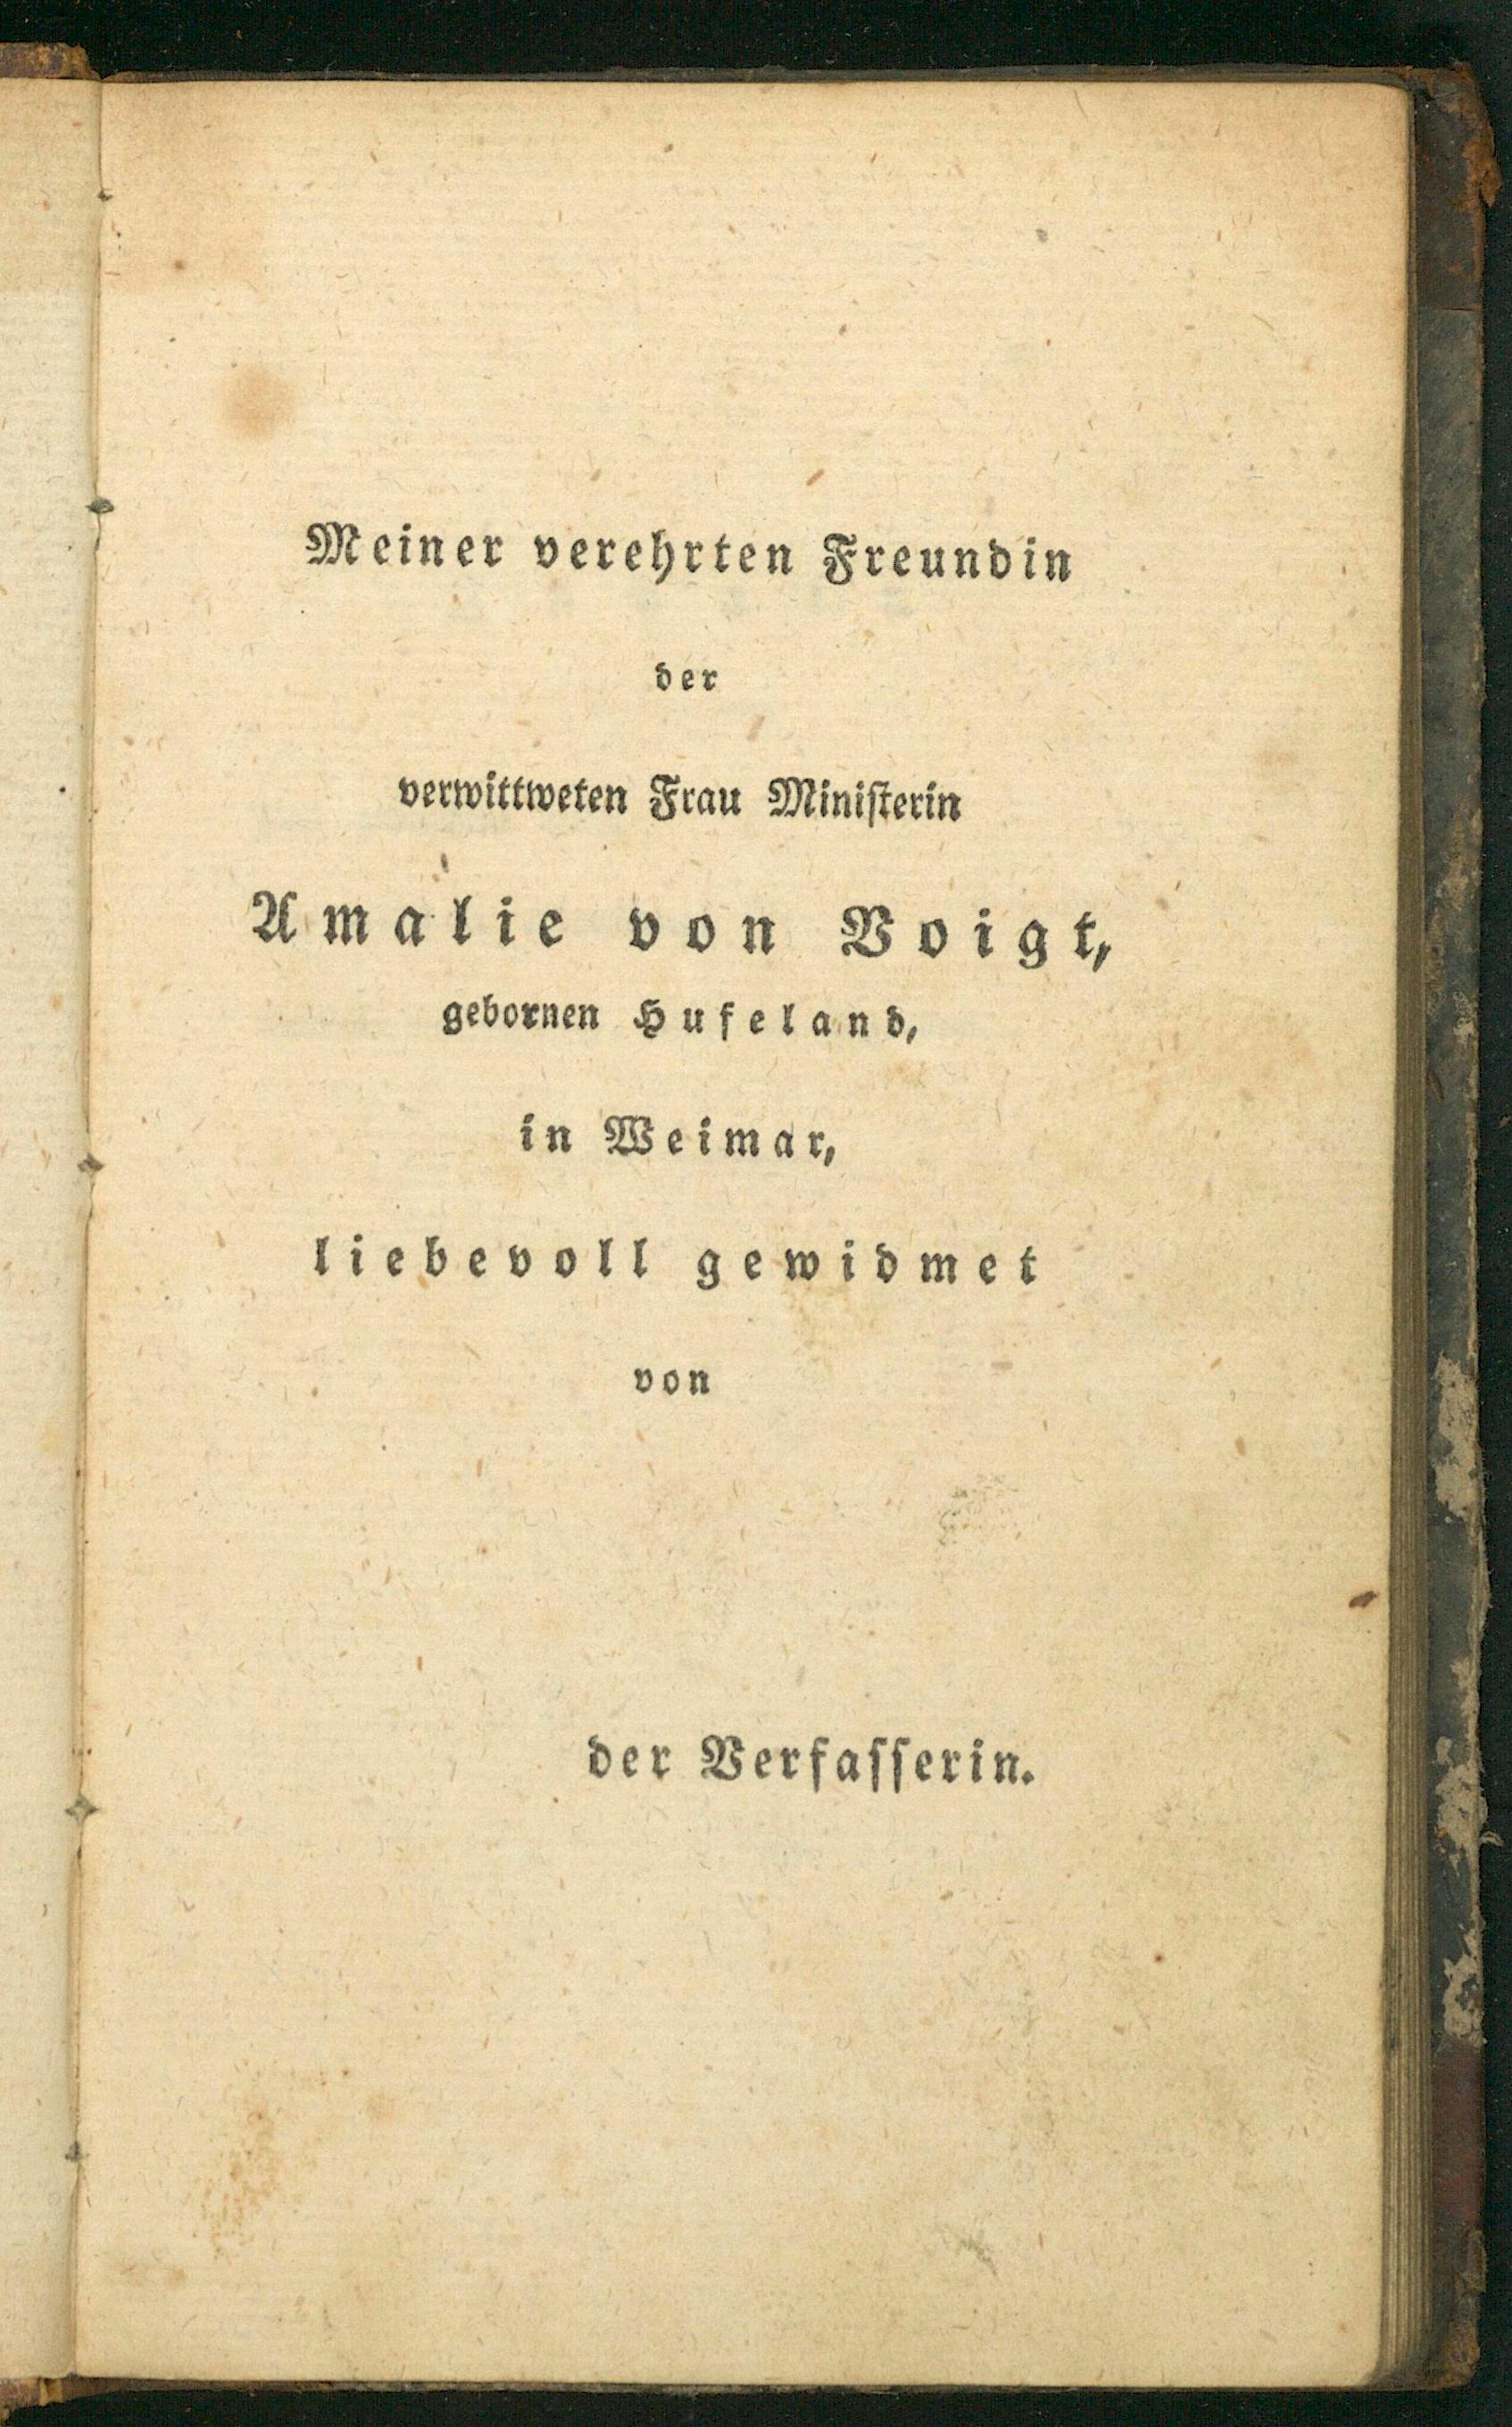 Meiner verehrten Freundin
der
verwittweten Frau Miniſterin
Amalie von Voigt,
gebornen Hufeland,
in Weimar,
liebevoll gewidmet
von
der Verfaſſerin.